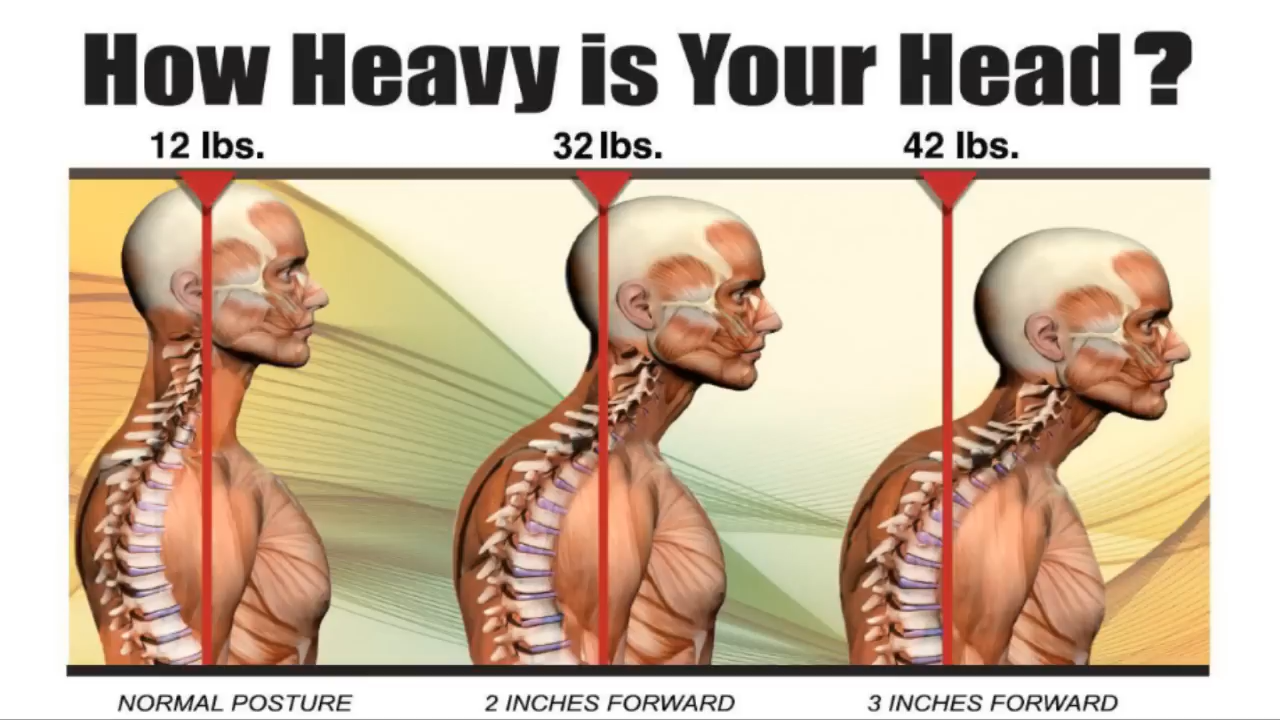 How Heavy is Your Head?
12 lbs. 32 lbs. 42 lbs.
NORMAL POSTURE 2 INCHES FORWARD 3 INCHES FORWARD